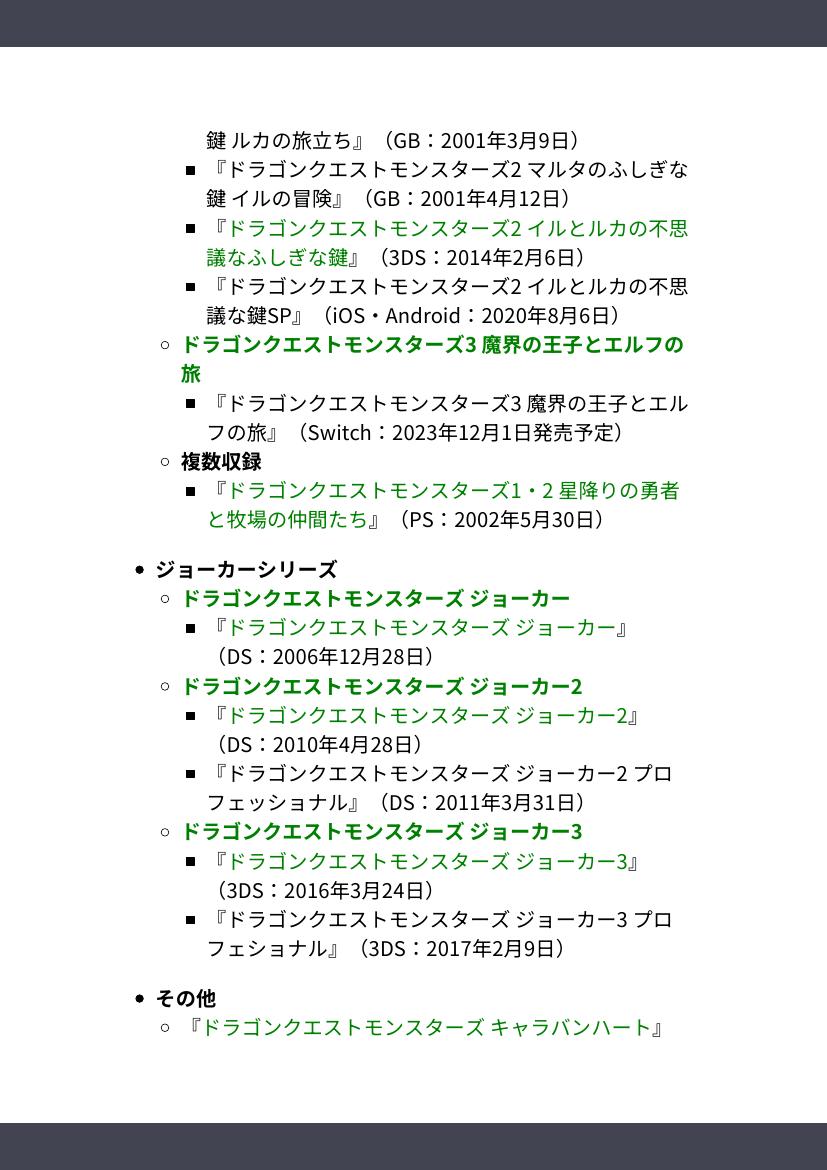 鍵 ルカの旅立ち』（GB：2001年3月9日）
『ドラゴンクエストモンスターズ2 マルタのふしぎな
鍵 イルの冒険』（GB：2001年4月12日）
『ドラゴンクエストモンスターズ2 イルとルカの不思
議なふしぎな鍵』（3DS：2014年2月6日）
『ドラゴンクエストモンスターズ2 イルとルカの不思
議な鍵SP』（iOS・Android：2020年8月6日）
ドラゴンクエストモンスターズ3 魔界の王子とエルフの
旅
『ドラゴンクエストモンスターズ3 魔界の王子とエル
フの旅』（Switch：2023年12月1日発売予定）
複数収録
『ドラゴンクエストモンスターズ1・2 星降りの勇者
と牧場の仲間たち』（PS：2002年5月30日）
ジョーカーシリーズ
ドラゴンクエストモンスターズ ジョーカー
『ドラゴンクエストモンスターズ ジョーカー』
（DS：2006年12月28日）
ドラゴンクエストモンスターズ ジョーカー2
『ドラゴンクエストモンスターズ ジョーカー2』
（DS：2010年4月28日）
『ドラゴンクエストモンスターズ ジョーカー2 プロ
フェッショナル』（DS：2011年3月31日）
ドラゴンクエストモンスターズ ジョーカー3
『ドラゴンクエストモンスターズ ジョーカー3』
（3DS：2016年3月24日）
『ドラゴンクエストモンスターズ ジョーカー3 プロ
フェショナル』（3DS：2017年2月9日）
その他
『ドラゴンクエストモンスターズ キャラバンハート』